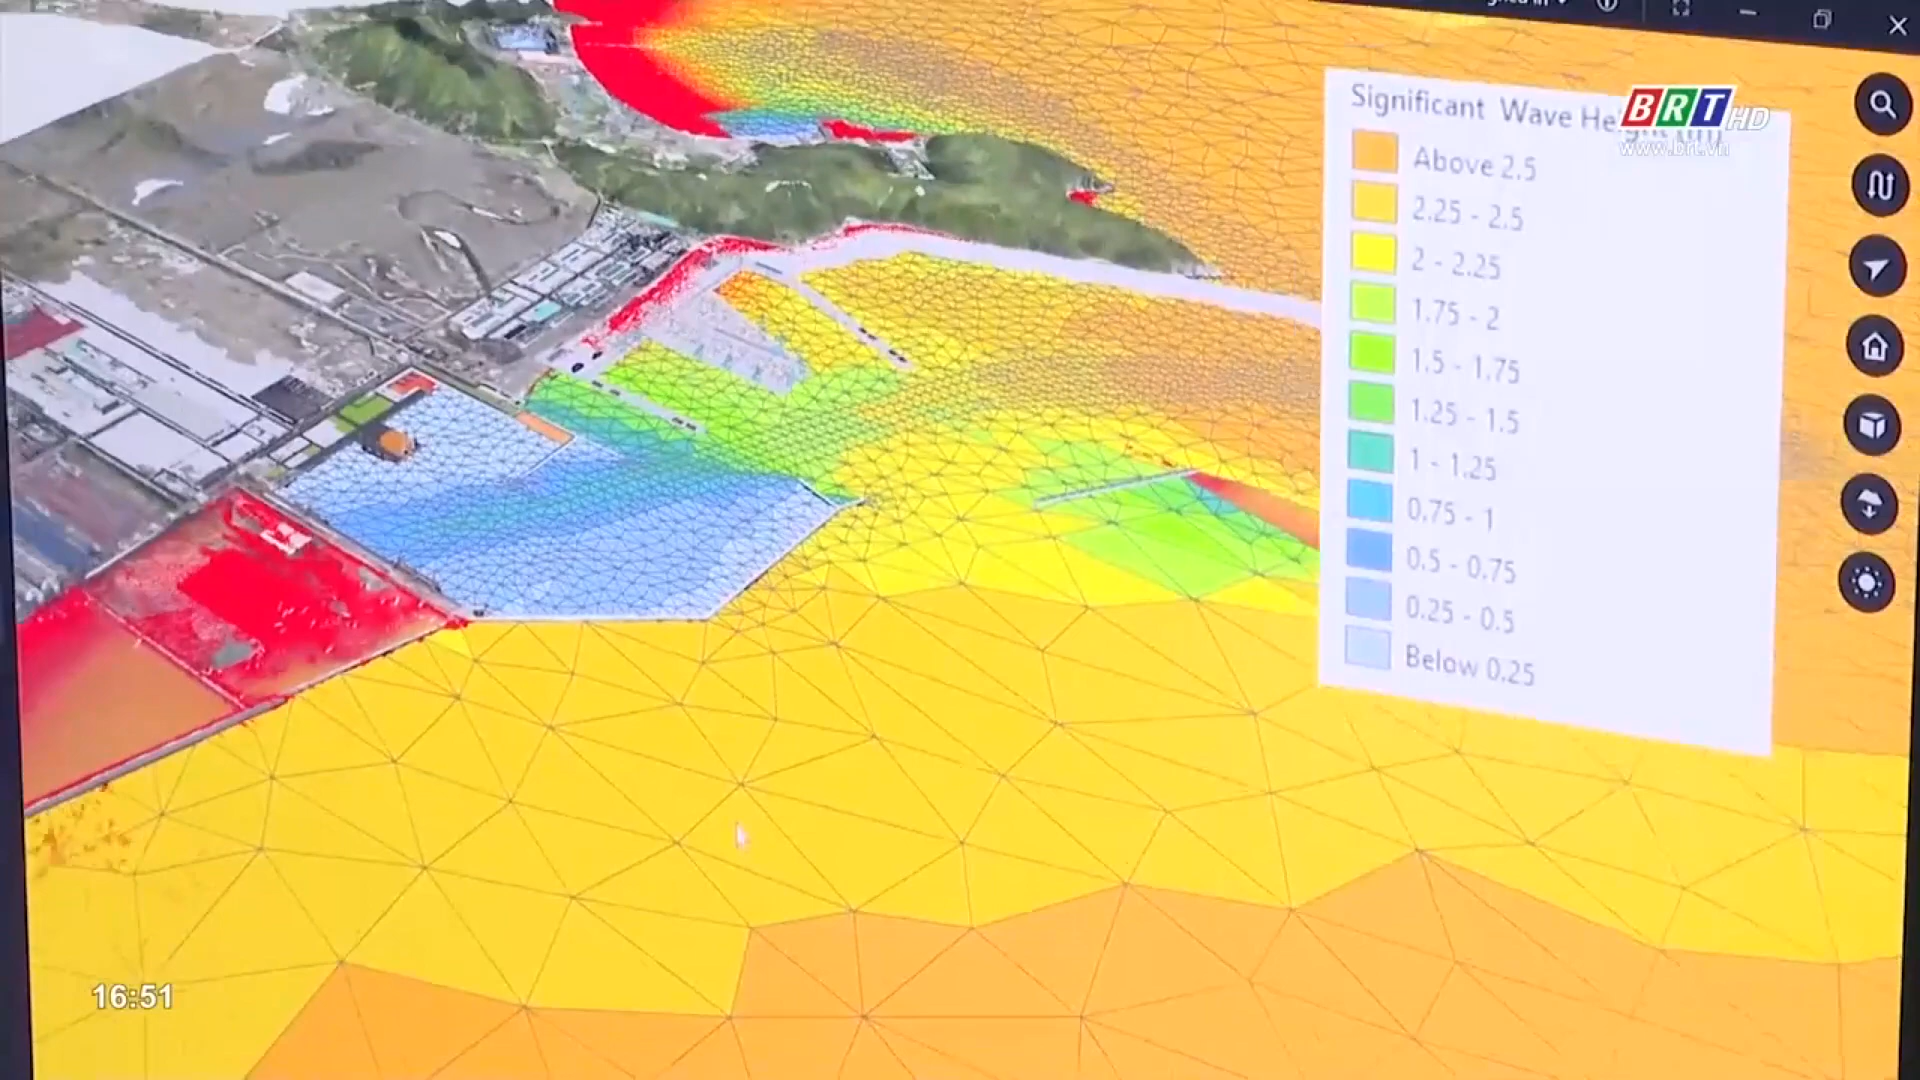 Significant Wave Height (m)
BRT HD
www.brt.vn
Above 2.5
2.25 - 2.5
2 - 2.25
1.75 - 2
1.5 - 1.75
1.25 - 1.5
1 - 1.25
0.75 - 1
0.5 - 0.75
0.25 - 0.5
Below 0.25
16:51